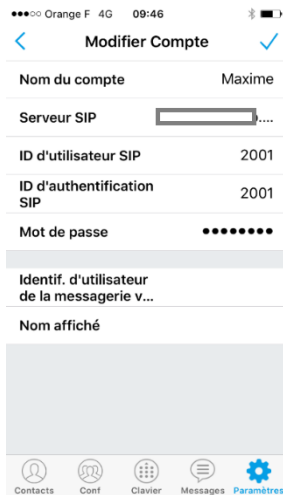 ●●●○○ Orange F 4G 09:46
Modifier Compte
Nom du compte Maxime
Serveur SIP ....
ID d'utilisateur SIP 2001
ID d'authentification
SIP 2001
Mot de passe ●●●●●●●●
Identif. d'utilisateur
de la messagerie v...
Nom affiché
Contacts Conf Clavier Messages Paramètres